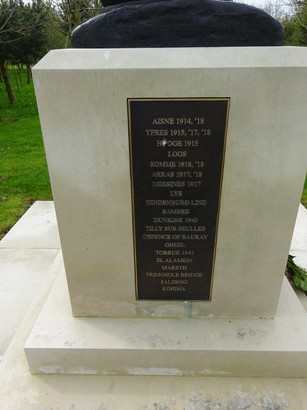 AISNE 1914, '18
YPRES 1915, '17, '18
HOOGE 1915
LOOS
SOMME 1916, '18
ARRAS 1917, '18
MESSINES 1917
LYS
HINDENBURG LINE
SAMBRE
DUNKIRK 1940
TILLY SUR SEULLES
DEFENCE OF RAURAY
GHEEL
TOBRUK 1941
EL ALAMEIN
MARETH
PRIMOSOLE BRIDGE
SALERNO
KOHIMA